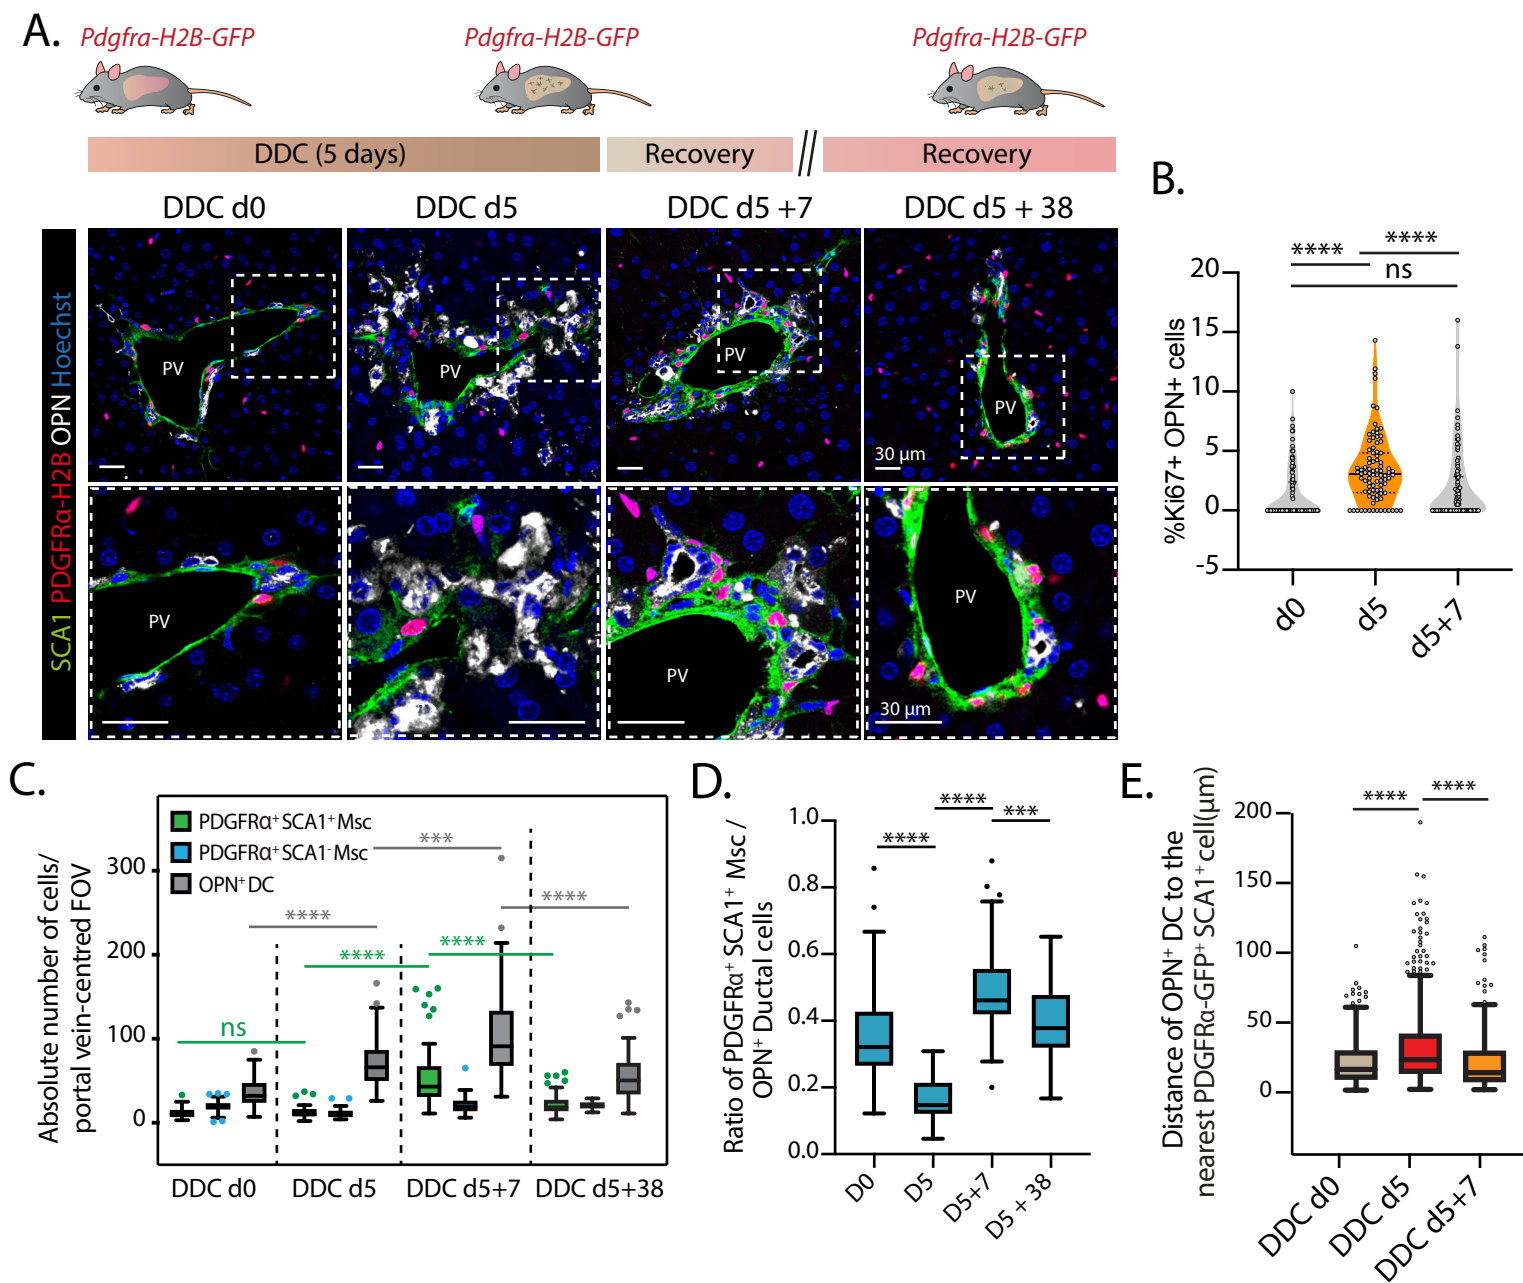 A.
Pdgfra-H2B-GFP
Pdgfra-H2B-GFP
Pdgfra-H2B-GFP
DDC (5 days)
Recovery
Recovery
DDC d0
DDC d5
DDC d5 +7
DDC d5 + 38
SCA1 PDGFRα-H2B OPN Hoechst
PV
PV
PV
PV
30 µm
PV
PV
PV
30 µm
B.
%Ki67+ OPN+ cells
20
15
10
5
0
-5
****
****
ns
d0
d5
d5+7
C.
Absolute number of cells/
portal vein-centred FOV
300
200
100
0
PDGFRα⁺ SCA1⁺ Msc
PDGFRα⁺ SCA1⁻ Msc
OPN⁺ DC
ns
****
****
****
***
****
DDC d0
DDC d5
DDC d5+7
DDC d5+38
D.
Ratio of PDGFRα⁺ SCA1⁺ Msc /
OPN⁺ Ductal cells
1.0
0.8
0.6
0.4
0.2
0.0
****
****
***
D0
D5
D5+7
D5 + 38
E.
Distance of OPN⁺ DC to the
nearest PDGFRα-GFP⁺ SCA1⁺ cell(µm)
200
150
100
50
0
****
****
DDC d0
DDC d5
DDC d5+7